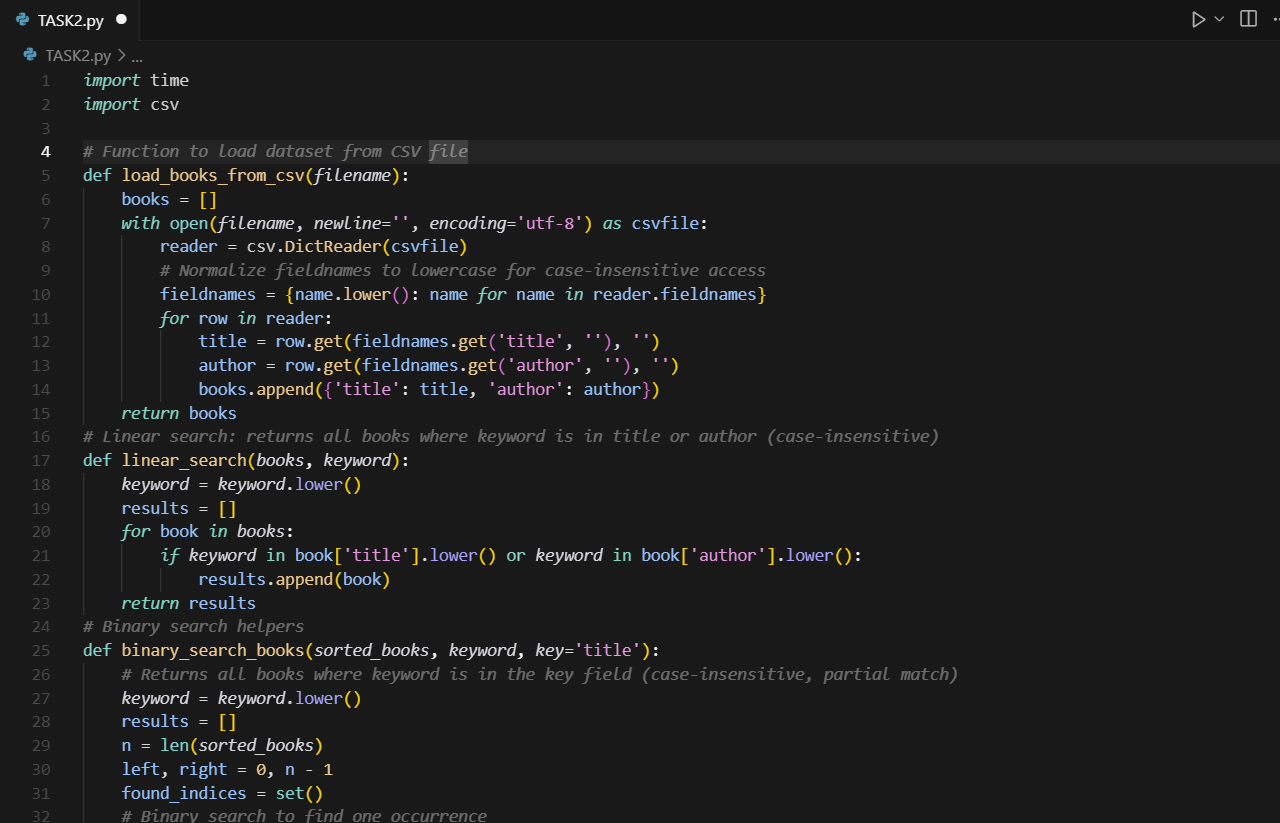 TASK2.py
TASK2.py > ...
1 import time
2 import csv
3
4 # Function to load dataset from CSV file
5 def load_books_from_csv(filename):
6     books = []
7     with open(filename, newline='', encoding='utf-8') as csvfile:
8         reader = csv.DictReader(csvfile)
9         # Normalize fieldnames to lowercase for case-insensitive access
10         fieldnames = {name.lower(): name for name in reader.fieldnames}
11         for row in reader:
12             title = row.get(fieldnames.get('title', ''), '')
13             author = row.get(fieldnames.get('author', ''), '')
14             books.append({'title': title, 'author': author})
15     return books
16 # Linear search: returns all books where keyword is in title or author (case-insensitive)
17 def linear_search(books, keyword):
18     keyword = keyword.lower()
19     results = []
20     for book in books:
21         if keyword in book['title'].lower() or keyword in book['author'].lower():
22             results.append(book)
23     return results
24 # Binary search helpers
25 def binary_search_books(sorted_books, keyword, key='title'):
26     # Returns all books where keyword is in the key field (case-insensitive, partial match)
27     keyword = keyword.lower()
28     results = []
29     n = len(sorted_books)
30     left, right = 0, n - 1
31     found_indices = set()
32     # Binary search to find one occurrence